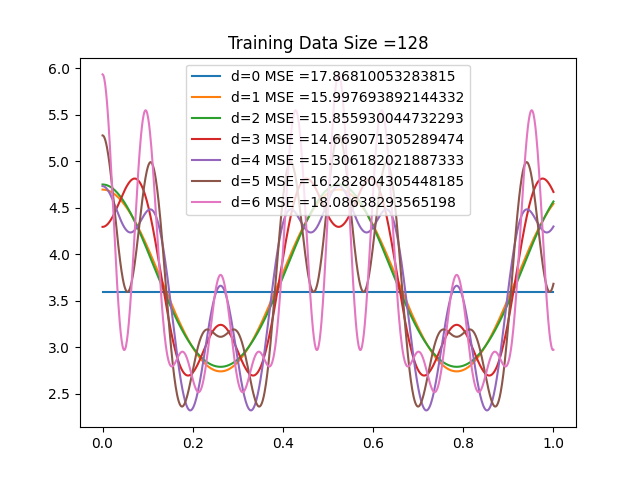 Training Data Size =128
d=0 MSE =17.86810053283815
d=1 MSE =15.997693892144332
d=2 MSE =15.855930044732293
d=3 MSE =14.669071305289474
d=4 MSE =15.306182021887333
d=5 MSE =16.282804305448185
d=6 MSE =18.08638293565198
6.0
5.5
5.0
4.5
4.0
3.5
3.0
2.5
0.0 0.2 0.4 0.6 0.8 1.0